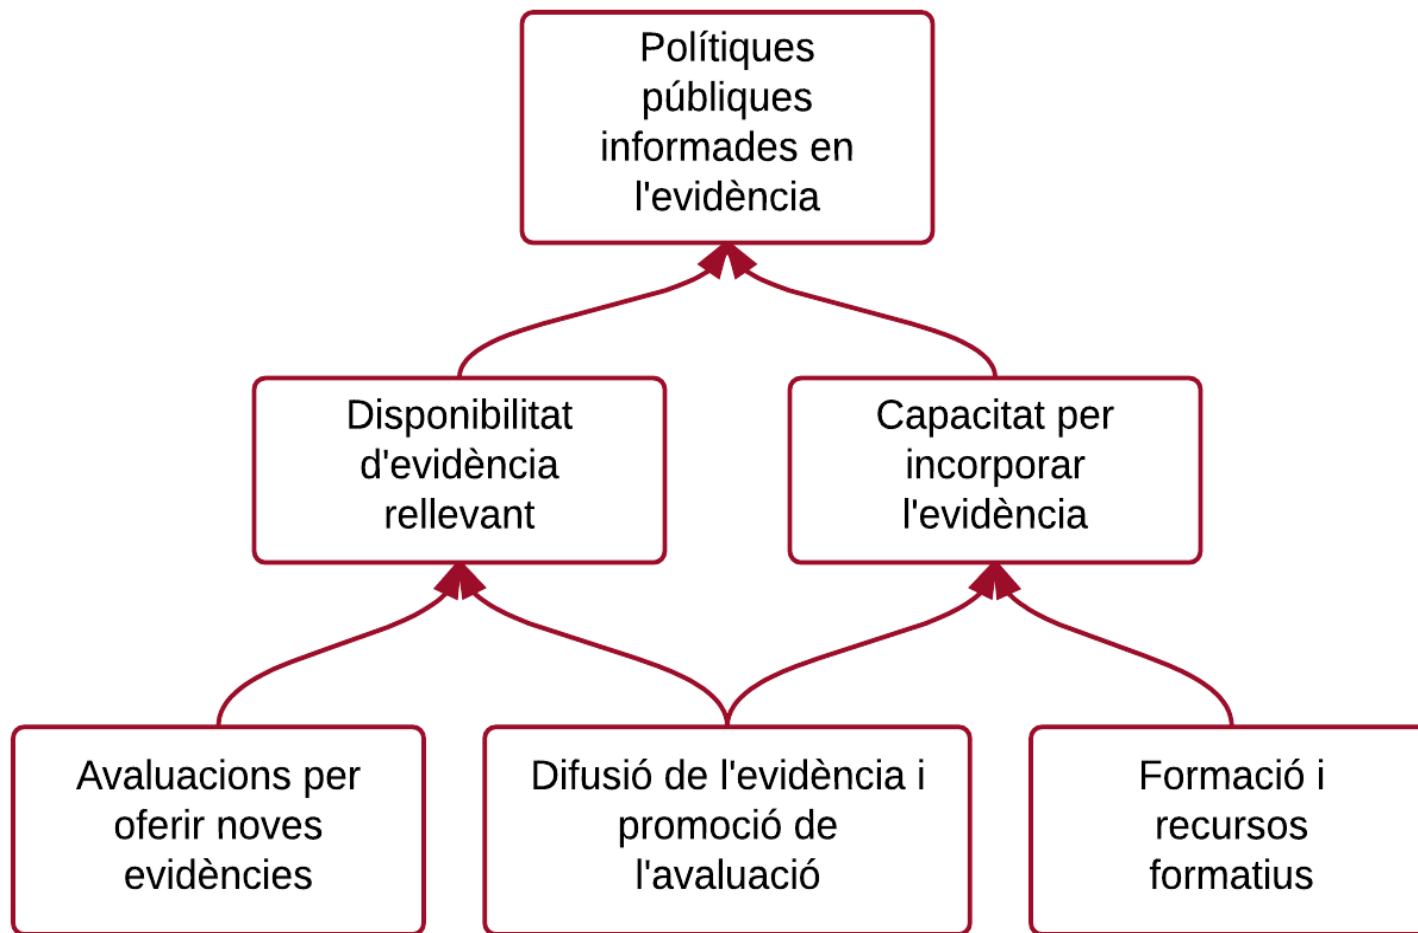 Polítiques
públiques
informades en
l'evidència
Disponibilitat
d'evidència
rellevant
Capacitat per
incorporar
l'evidència
Avaluacions per
oferir noves
evidències
Difusió de l'evidència i
promoció de
l'avaluació
Formació i
recursos
formatius